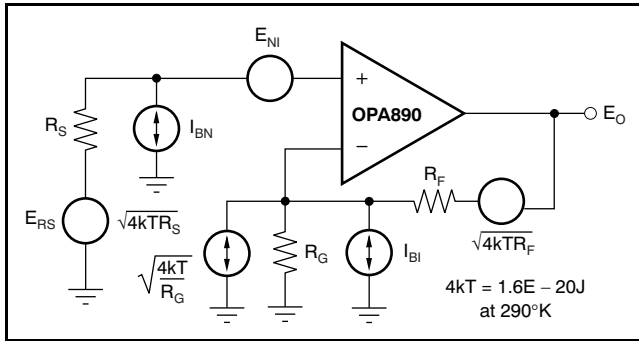 E_NI
+
OPA890
−
E_O
R_S
I_BN
R_F
E_RS
√4kTR_S
√4kT/R_G
R_G
I_BI
√4kTR_F
4kT = 1.6E − 20J
at 290°K